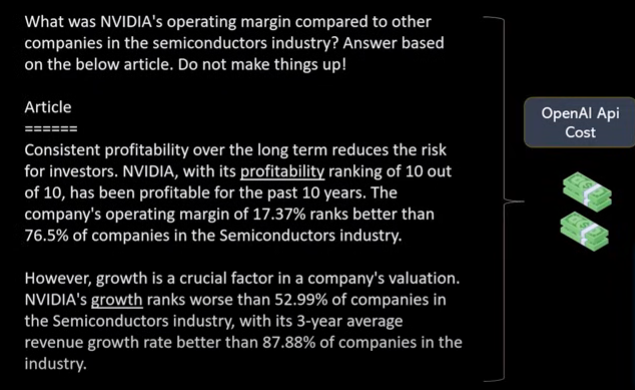 What was NVIDIA's operating margin compared to other
companies in the semiconductors industry? Answer based
on the below article. Do not make things up!
Article
======
Consistent profitability over the long term reduces the risk
for investors. NVIDIA, with its profitability ranking of 10 out
of 10, has been profitable for the past 10 years. The
company's operating margin of 17.37% ranks better than
76.5% of companies in the Semiconductors industry.
However, growth is a crucial factor in a company's valuation.
NVIDIA's growth ranks worse than 52.99% of companies in
the Semiconductors industry, with its 3-year average
revenue growth rate better than 87.88% of companies in the
industry.
OpenAI Api
Cost